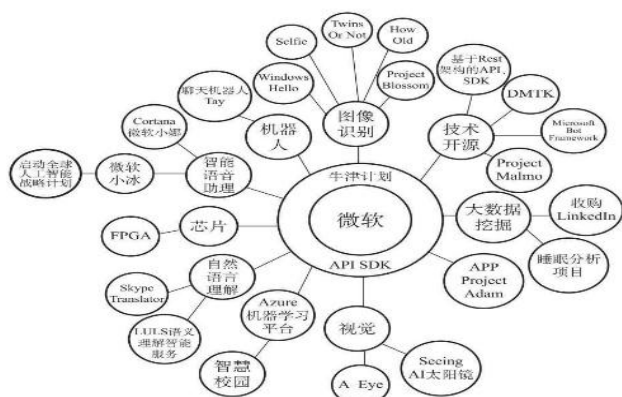 Twins
Or Not
How
Old
Selfie
基于Rest
架构的API、
SDK
Windows
Hello
Project
Blossom
DMTK
聊天机器人
Tay
图像
识别
机器
人
技术
开源
Microsoft
Bot
Framework
Cortana
微软小娜
Project
Malmo
启动全球
人工智能
战略计划
微软
小冰
智能
语音
助理
牛津计划
微软
API SDK
大数据
挖掘
收购
LinkedIn
FPGA
芯片
睡眠分析
项目
自然
语言
理解
Skype
Translator
APP
Project
Adam
Azure
机器学习
平台
LULS语义
理解智能
服务
视觉
智慧
校园
Seeing
AI太阳镜
A Eye